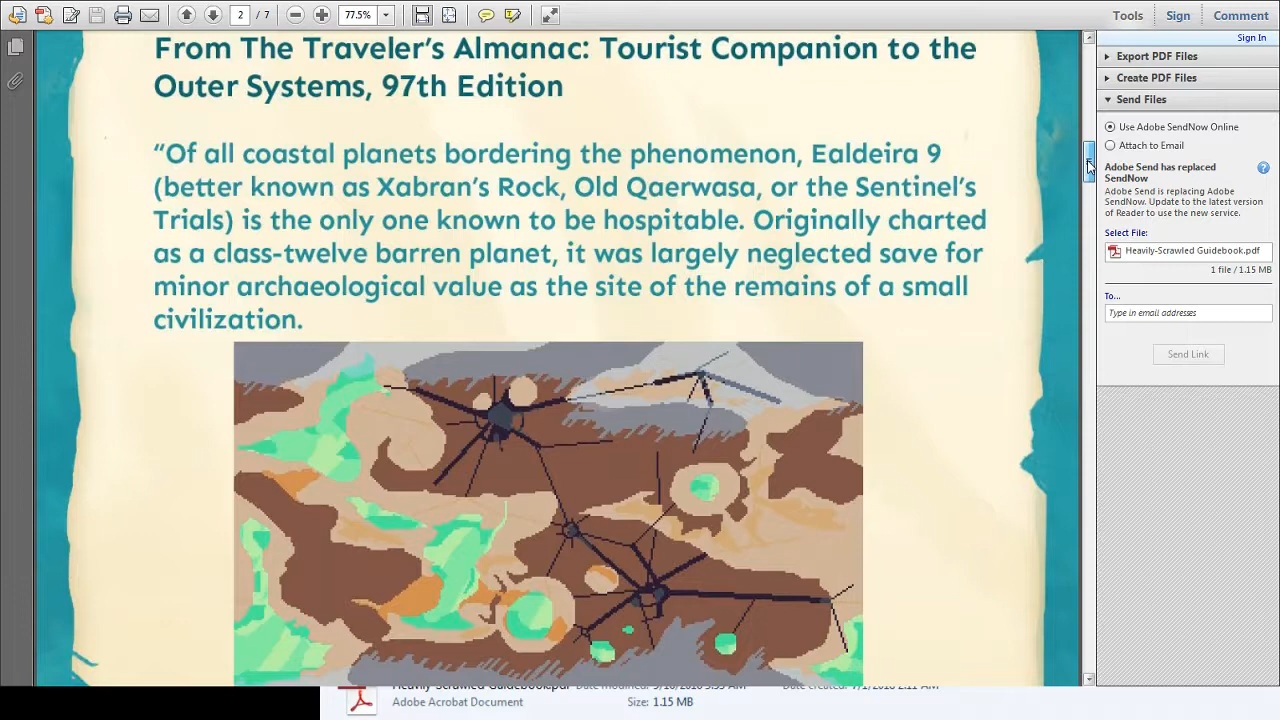 2 / 7
77.5%
Tools
Sign
Comment
Sign In
From The Traveler's Almanac: Tourist Companion to the
Outer Systems, 97th Edition
“Of all coastal planets bordering the phenomenon, Ealdeira 9
(better known as Xabran's Rock, Old Qaerwasa, or the Sentinel's
Trials) is the only one known to be hospitable. Originally charted
as a class-twelve barren planet, it was largely neglected save for
minor archaeological value as the site of the remains of a small
civilization.
Export PDF Files
Create PDF Files
Send Files
Use Adobe SendNow Online
Attach to Email
Adobe Send has replaced
SendNow
Adobe Send is replacing Adobe
SendNow. Update to the latest version
of Reader to use the new service.
Select File:
Heavily-Scrawled Guidebook.pdf
1 file / 1.15 MB
To...
Type in email addresses
Send Link
Adobe Acrobat Document
Size: 1.15 MB